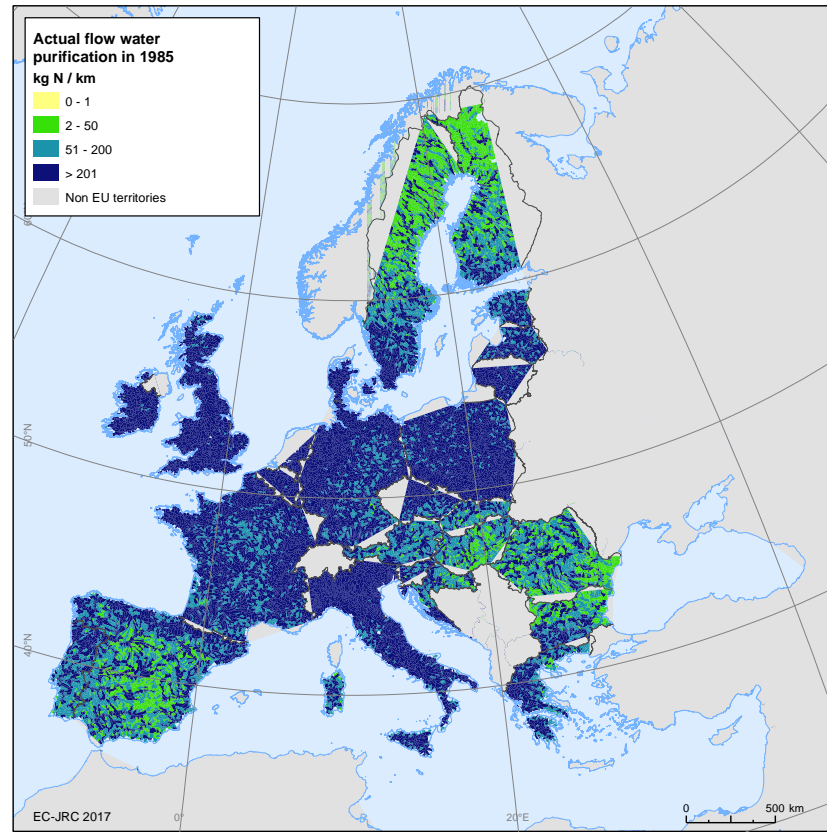 Actual flow water
purification in 1985
kg N / km
0 - 1
2 - 50
51 - 200
> 201
Non EU territories
50°N
40°N
EC-JRC 2017
0°
20°E
0 500 km